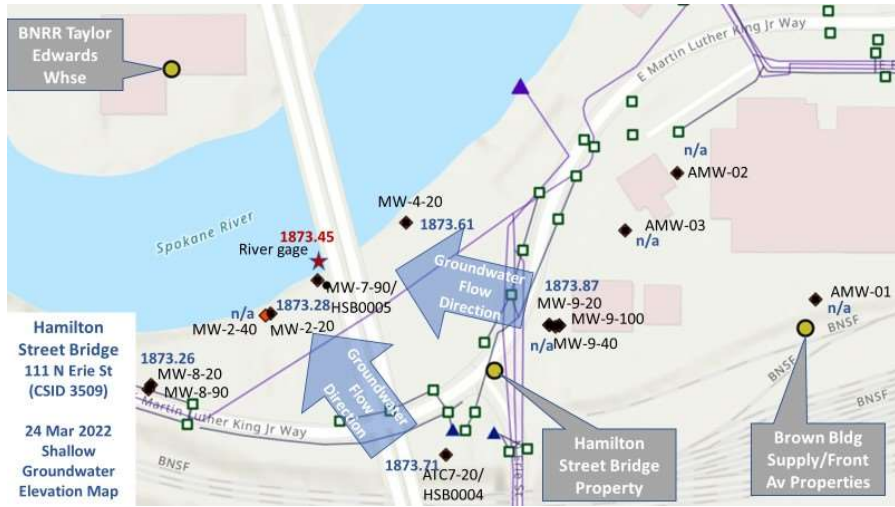 BNRR Taylor
Edwards
Whse
E Martin Luther King Jr Way
n/a
AMW-02
MW-4-20
1873.61
AMW-03
n/a
Spokane River
1873.45
River gage
Groundwater
Flow
Direction
1873.87
MW-9-20
MW-9-100
n/a
MW-9-40
AMW-01
n/a
MW-7-90/
HSB0005
n/a
1873.28
MW-2-40
MW-2-20
BNSF
BNSF
BNSF
Hamilton
Street Bridge
111 N Erie St
(CSID 3509)
24 Mar 2022
Shallow
Groundwater
Elevation Map
1873.26
MW-8-20
MW-8-90
Groundwater
Flow
Direction
Martin Luther King Jr Way
BNSF
1873.71
ATC7-20/
HSB0004
Hamilton
Street Bridge
Property
Brown Bldg
Supply/Front
Av Properties